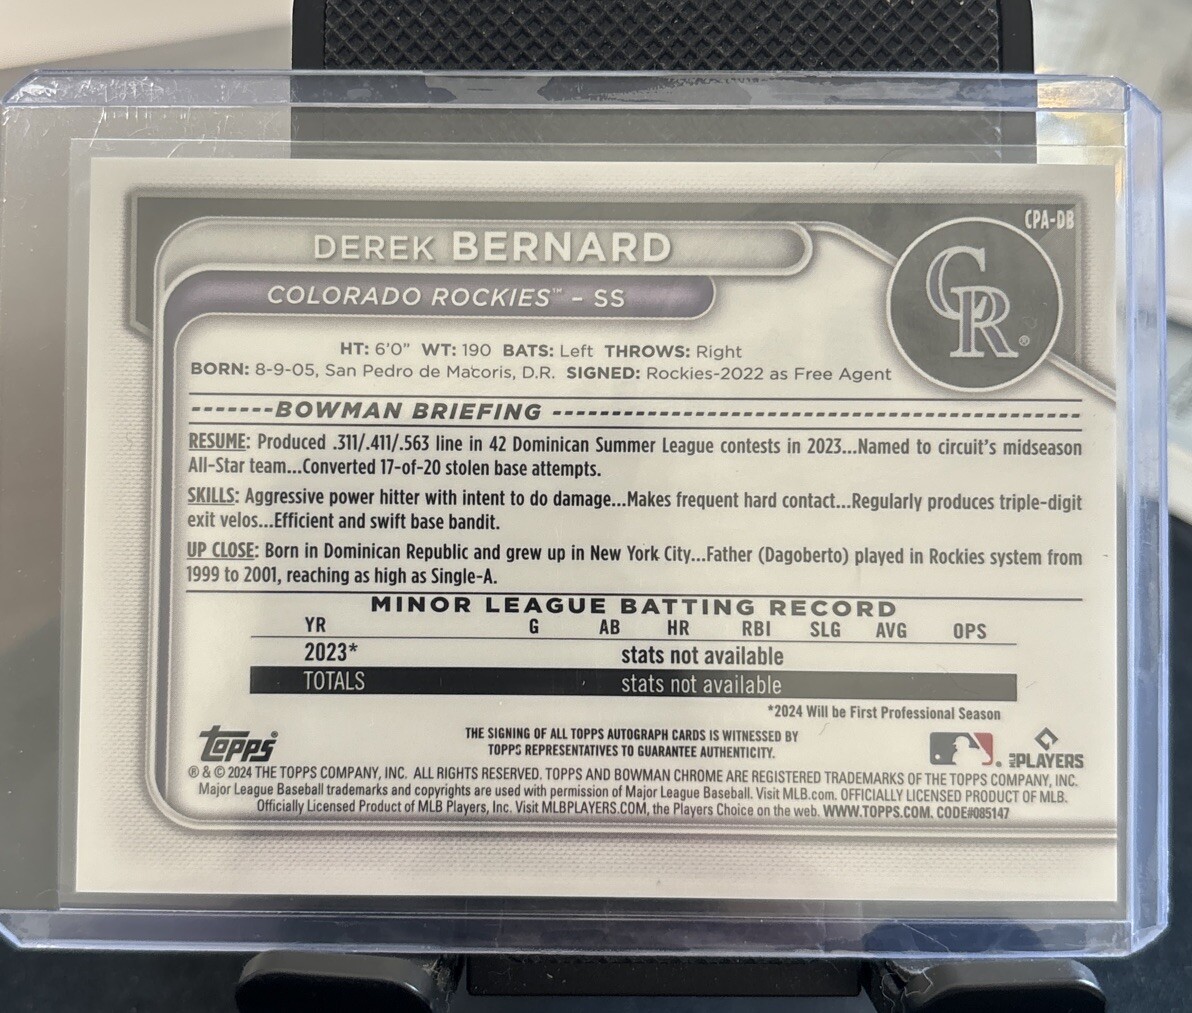 CPA-DB
DEREK BERNARD
COLORADO ROCKIES™ - SS
CR®
HT: 6'0" WT: 190 BATS: Left THROWS: Right
BORN: 8-9-05, San Pedro de Macoris, D.R. SIGNED: Rockies-2022 as Free Agent
-------BOWMAN BRIEFING -------
RESUME: Produced .311/.411/.563 line in 42 Dominican Summer League contests in 2023...Named to circuit's midseason
All-Star team...Converted 17-of-20 stolen base attempts.
SKILLS: Aggressive power hitter with intent to do damage...Makes frequent hard contact...Regularly produces triple-digit
exit velos...Efficient and swift base bandit.
UP CLOSE: Born in Dominican Republic and grew up in New York City...Father (Dagoberto) played in Rockies system from
1999 to 2001, reaching as high as Single-A.
MINOR LEAGUE BATTING RECORD
YR G AB HR RBI SLG AVG OPS
2023* stats not available
TOTALS stats not available
*2024 Will be First Professional Season
topps®
THE SIGNING OF ALL TOPPS AUTOGRAPH CARDS IS WITNESSED BY
TOPPS REPRESENTATIVES TO GUARANTEE AUTHENTICITY.
MLB PLAYERS
® & © 2024 THE TOPPS COMPANY, INC. ALL RIGHTS RESERVED. TOPPS AND BOWMAN CHROME ARE REGISTERED TRADEMARKS OF THE TOPPS COMPANY, INC.
Major League Baseball trademarks and copyrights are used with permission of Major League Baseball. Visit MLB.com. OFFICIALLY LICENSED PRODUCT OF MLB.
Officially Licensed Product of MLB Players, Inc. Visit MLBPLAYERS.COM, the Players Choice on the web. WWW.TOPPS.COM. CODE#085147